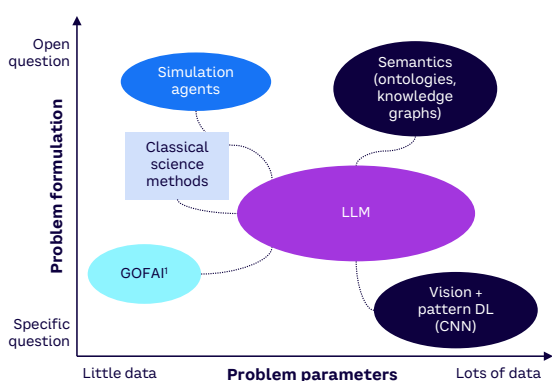 Open
question
Problem formulation
Specific
question
Simulation
agents
Semantics
(ontologies,
knowledge
graphs)
Classical
science
methods
LLM
GOFAI¹
Vision +
pattern DL
(CNN)
Little data
Problem parameters
Lots of data